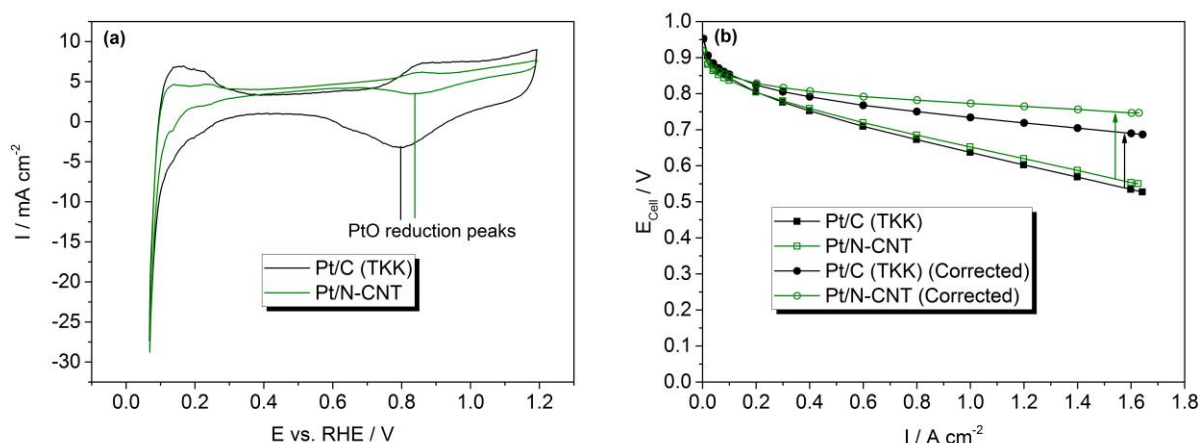 (a)
I / mA cm-2
10
5
0
-5
-10
-15
-20
-25
-30
PtO reduction peaks
Pt/C (TKK)
Pt/N-CNT
0.0 0.2 0.4 0.6 0.8 1.0 1.2
E vs. RHE / V
(b)
E_Cell / V
1.0
0.9
0.8
0.7
0.6
0.5
0.4
0.3
0.2
0.1
0.0
Pt/C (TKK)
Pt/N-CNT
Pt/C (TKK) (Corrected)
Pt/N-CNT (Corrected)
0.0 0.2 0.4 0.6 0.8 1.0 1.2 1.4 1.6 1.8
I / A cm-2